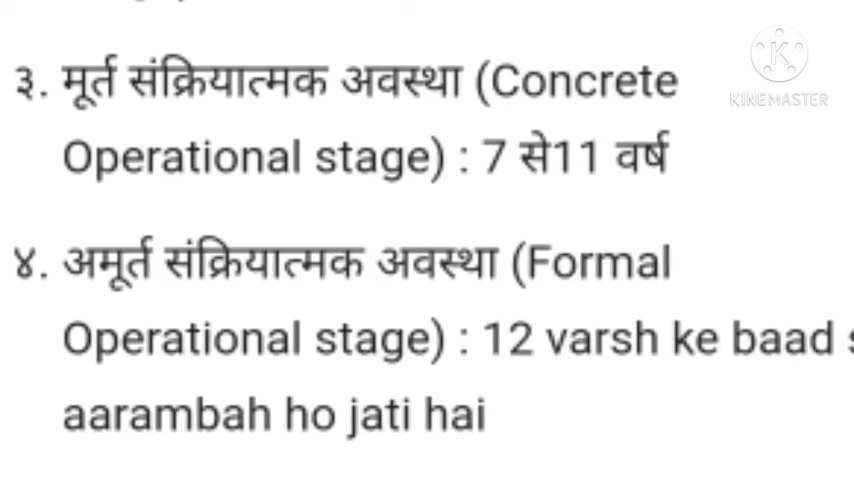 ३. मूर्त संक्रियात्मक अवस्था (Concrete
Operational stage) : 7 से11 वर्ष
४. अमूर्त संक्रियात्मक अवस्था (Formal
Operational stage) : 12 varsh ke baad
aarambah ho jati hai
KINEMASTER